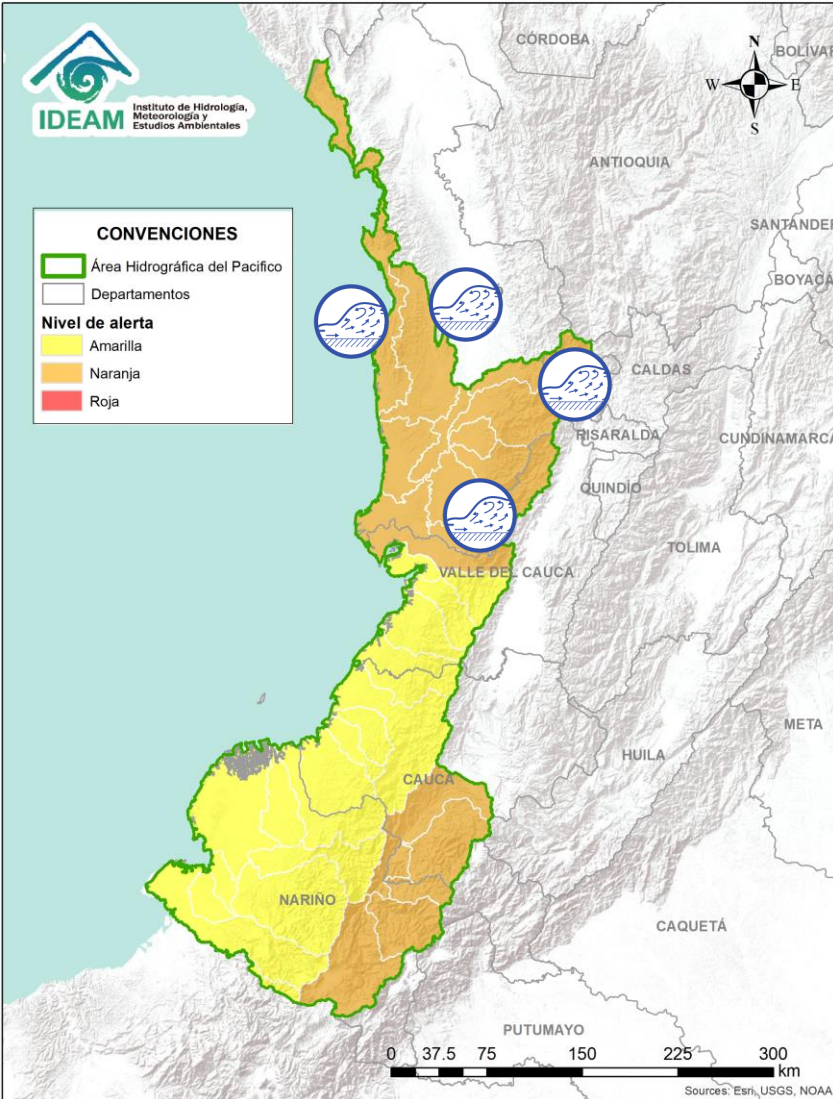 IDEAM
Instituto de Hidrología,
Meteorología y
Estudios Ambientales
N
W
E
S
CÓRDOBA
BOLÍVAR
ANTIOQUIA
SANTANDER
BOYACÁ
CONVENCIONES
Área Hidrográfica del Pacifico
Departamentos
Nivel de alerta
Amarilla
Naranja
Roja
CALDAS
RISARALDA
CUNDINAMARCA
QUINDÍO
TOLIMA
VALLE DEL CAUCA
META
HUILA
CAUCA
NARIÑO
CAQUETÁ
PUTUMAYO
0 37.5 75 150 225 300
km
Sources: Esri, USGS, NOAA